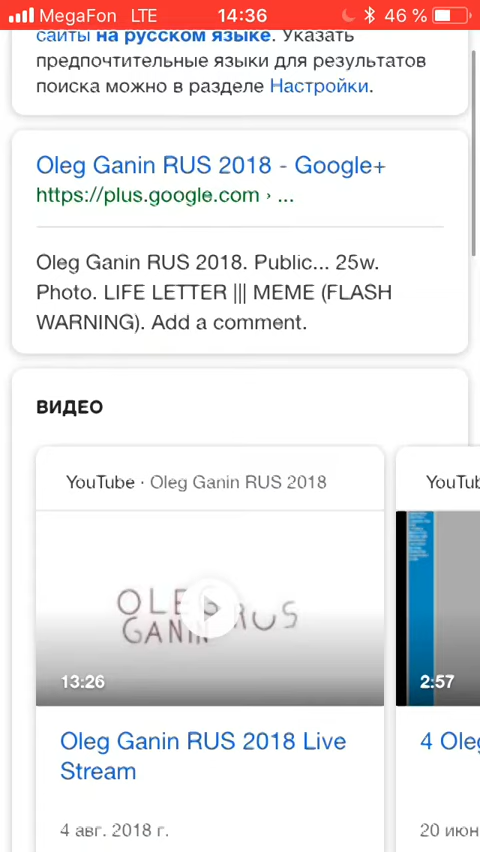 MegaFon LTE 14:36 46 %
сайты на русском языке. Указать
предпочтительные языки для результатов
поиска можно в разделе Настройки.
Oleg Ganin RUS 2018 - Google+
https://plus.google.com › ...
Oleg Ganin RUS 2018. Public... 25w.
Photo. LIFE LETTER ||| MEME (FLASH
WARNING). Add a comment.
ВИДЕО
YouTube · Oleg Ganin RUS 2018
YouTub
OLEG RUS
GANIN
13:26
2:57
Oleg Ganin RUS 2018 Live
Stream
4 Oleg
4 авг. 2018 г.
20 июн